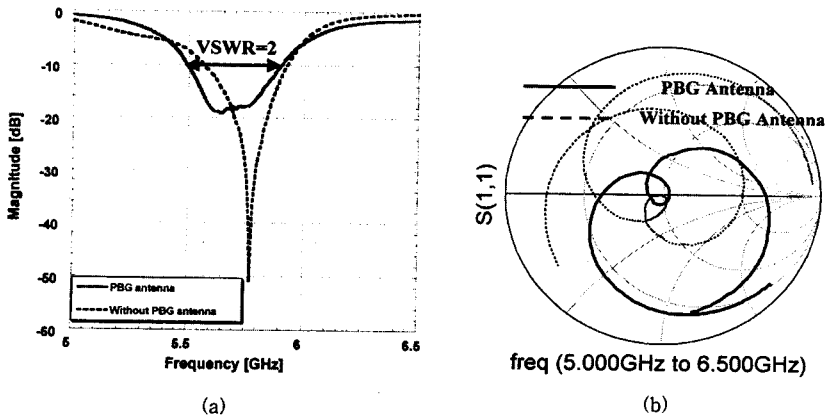 0
-10
-20
-30
-40
-50
-60
Magnitude [dB]
VSWR=2
PBG antenna
Without PBG antenna
5
5.5
6
6.5
Frequency [GHz]
(a)
PBG Antenna
Without PBG Antenna
S(1,1)
freq (5.000GHz to 6.500GHz)
(b)